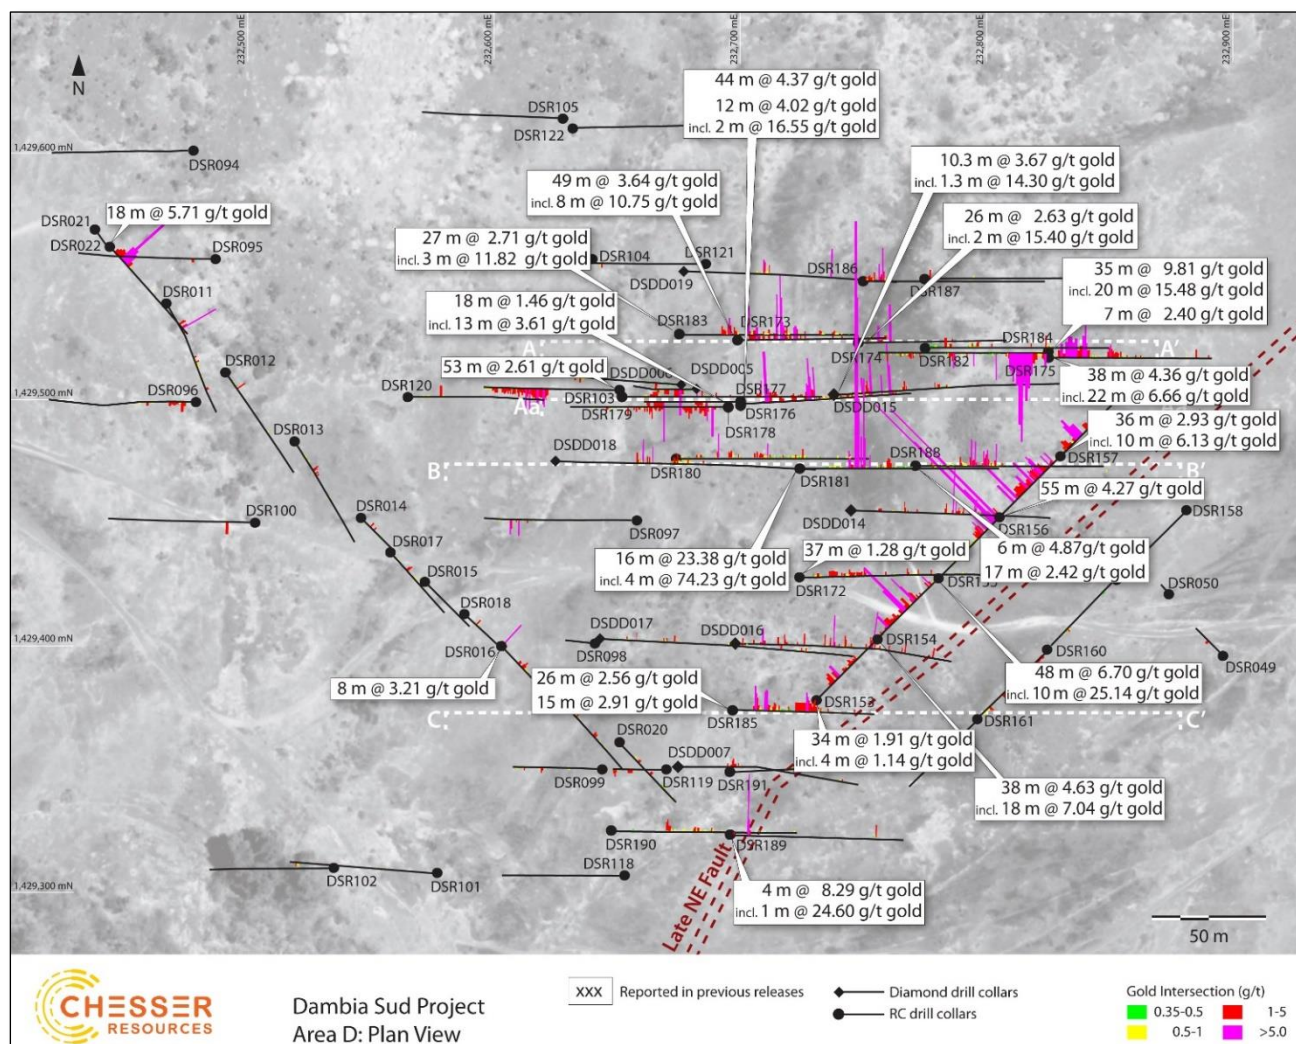 232,500 mE
232,600 mE
232,700 mE
232,800 mE
232,900 mE
N
1,429,600 mN
1,429,500 mN
1,429,400 mN
1,429,300 mN
DSR105
DSR122
DSR094
44 m @ 4.37 g/t gold
12 m @ 4.02 g/t gold
incl. 2 m @ 16.55 g/t gold
49 m @ 3.64 g/t gold
incl. 8 m @ 10.75 g/t gold
10.3 m @ 3.67 g/t gold
incl. 1.3 m @ 14.30 g/t gold
DSR021
18 m @ 5.71 g/t gold
DSR022
DSR095
27 m @ 2.71 g/t gold
incl. 3 m @ 11.82 g/t gold
26 m @ 2.63 g/t gold
incl. 2 m @ 15.40 g/t gold
DSR104
DSR121
DSDD019
DSR186
DSR187
35 m @ 9.81 g/t gold
incl. 20 m @ 15.48 g/t gold
7 m @ 2.40 g/t gold
DSR011
18 m @ 1.46 g/t gold
incl. 13 m @ 3.61 g/t gold
DSR183
DSR173
DSR184
A
A'
DSR012
DSR174
DSR182
DSR175
53 m @ 2.61 g/t gold
DSDD005
38 m @ 4.36 g/t gold
incl. 22 m @ 6.66 g/t gold
DSR096
DSR120
DSR103
DSR177
DSDD015
Aa
DSR179
DSR176
DSR178
36 m @ 2.93 g/t gold
incl. 10 m @ 6.13 g/t gold
DSR013
DSDD018
DSR188
DSR157
B
DSR180
DSR181
B'
55 m @ 4.27 g/t gold
DSR100
DSR014
DSR097
DSDD014
DSR156
DSR158
DSR017
16 m @ 23.38 g/t gold
incl. 4 m @ 74.23 g/t gold
37 m @ 1.28 g/t gold
6 m @ 4.87g/t gold
17 m @ 2.42 g/t gold
DSR015
DSR172
DSR050
DSR018
DSDD017
DSDD016
DSR154
DSR016
DSR098
DSR160
DSR049
8 m @ 3.21 g/t gold
26 m @ 2.56 g/t gold
15 m @ 2.91 g/t gold
48 m @ 6.70 g/t gold
incl. 10 m @ 25.14 g/t gold
C
DSR185
DSR153
DSR161
C'
DSR020
DSDD007
34 m @ 1.91 g/t gold
incl. 4 m @ 1.14 g/t gold
DSR099
DSR119
DSR191
38 m @ 4.63 g/t gold
incl. 18 m @ 7.04 g/t gold
DSR190
DSR189
DSR102
DSR101
DSR118
4 m @ 8.29 g/t gold
incl. 1 m @ 24.60 g/t gold
Late NE Fault
50 m
CHESSER
RESOURCES
Dambia Sud Project
Area D: Plan View
XXX Reported in previous releases
Diamond drill collars
RC drill collars
Gold Intersection (g/t)
0.35-0.5 1-5
0.5-1 >5.0